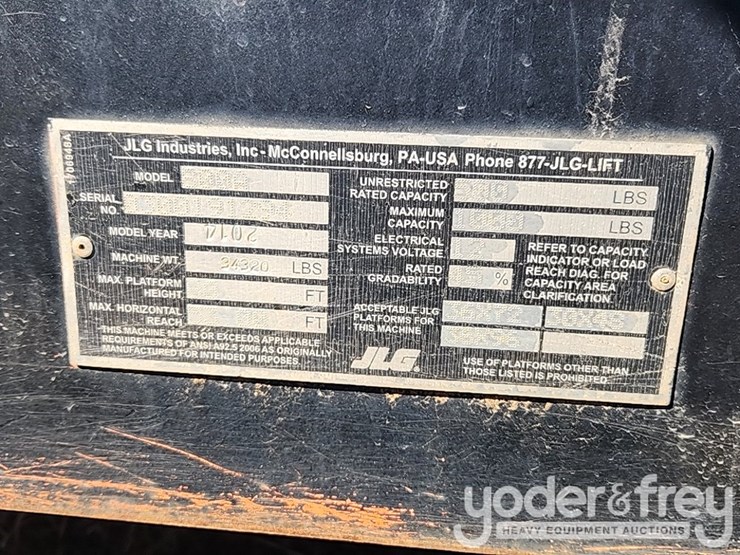 1706948A
JLG Industries, Inc - McConnellsburg, PA-USA Phone 877-JLG-LIFT
MODEL
SERIAL
NO.
MODEL YEAR 2014
MACHINE WT. 34320 LBS
MAX. PLATFORM
HEIGHT FT
MAX. HORIZONTAL
REACH FT
THIS MACHINE MEETS OR EXCEEDS APPLICABLE
REQUIREMENTS OF ANSI A92.5 2006 AS ORIGINALLY
MANUFACTURED FOR INTENDED PURPOSES
UNRESTRICTED
RATED CAPACITY LBS
MAXIMUM
CAPACITY LBS
ELECTRICAL
SYSTEMS VOLTAGE
RATED
GRADABILITY %
REFER TO CAPACITY
INDICATOR OR LOAD
REACH DIAG. FOR
CAPACITY AREA
CLARIFICATION.
ACCEPTABLE JLG
PLATFORMS FOR
THIS MACHINE
JLG
USE OF PLATFORMS OTHER THAN
THOSE LISTED IS PROHIBITED.
yoder&frey
HEAVY EQUIPMENT AUCTIONS